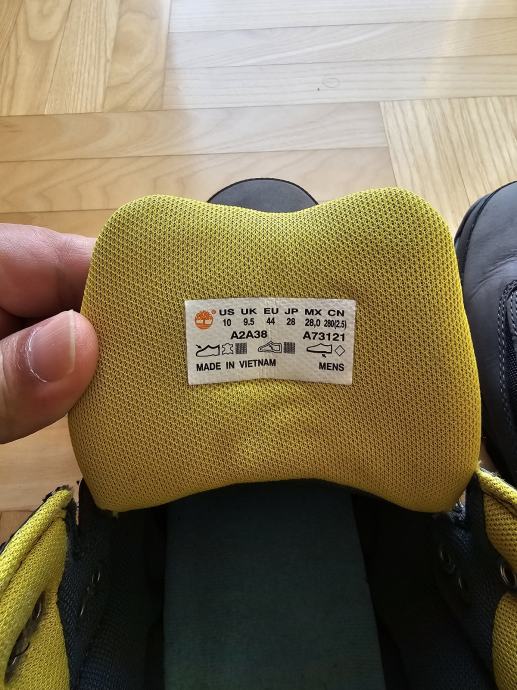 US UK EU JP MX CN
10 9.5 44 28 28,0 280(2.5)
A2A38 A73121
MADE IN VIETNAM MENS